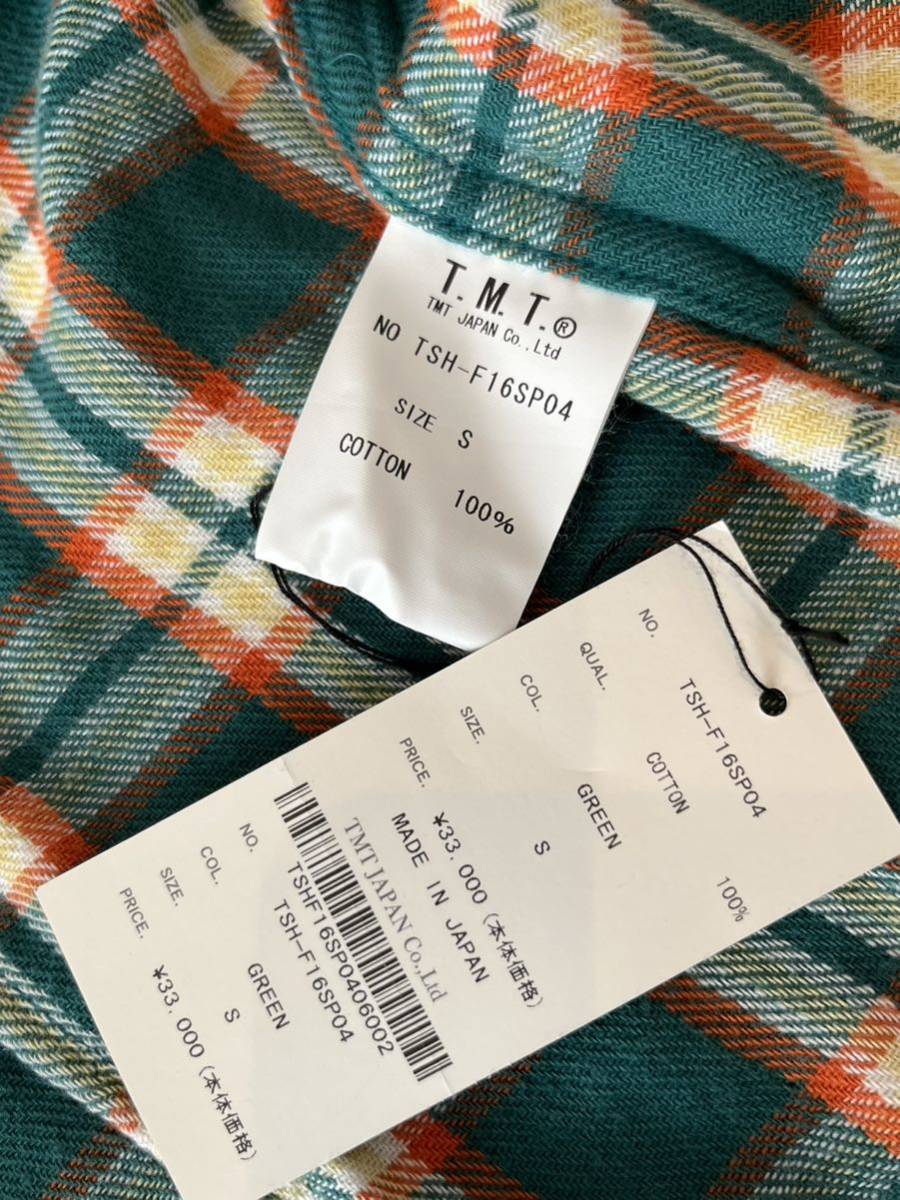 T.M.T.®
TMT JAPAN Co.,Ltd
NO TSH-F16SP04
SIZE S
COTTON 100%
NO. TSH-F16SP04
QUAL. COTTON 100%
COL. GREEN
SIZE. S
PRICE. ¥33.000 (本体価格)
MADE IN JAPAN
TMT JAPAN Co.,Ltd
TSHF16SP0406002
NO. TSH-F16SP04
COL. GREEN
SIZE. S
PRICE. ¥33.000 (本体価格)